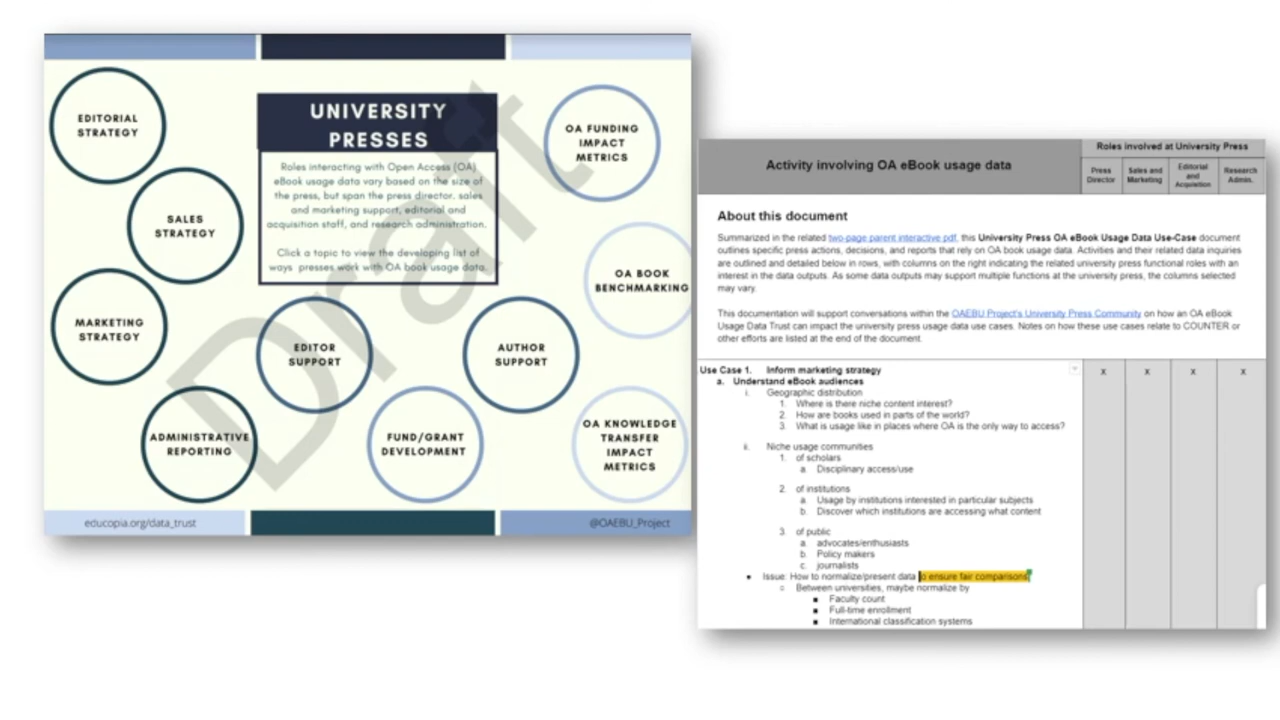 UNIVERSITY
PRESSES
Roles interacting with Open Access (OA)
eBook usage data vary based on the size of
the press, but span the press director. sales
and marketing support, editorial and
acquisition staff, and research administration.
Click a topic to view the developing list of
ways presses work with OA book usage data.
EDITORIAL
STRATEGY
SALES
STRATEGY
MARKETING
STRATEGY
ADMINISTRATIVE
REPORTING
EDITOR
SUPPORT
FUND/GRANT
DEVELOPMENT
AUTHOR
SUPPORT
OA FUNDING
IMPACT
METRICS
OA BOOK
BENCHMARKING
OA KNOWLEDGE
TRANSFER
IMPACT
METRICS
Draft
educopia.org/data_trust
@OAEBU_Project
Activity involving OA eBook usage data
Roles involved at University Press
Press
Director
Sales and
Marketing
Editorial
and
Acquisition
Research
Admin.
About this document
Summarized in the related two-page parent interactive pdf, this University Press OA eBook Usage Data Use-Case document
outlines specific press actions, decisions, and reports that rely on OA book usage data. Activities and their related data inquiries
are outlined and detailed below in rows, with columns on the right indicating the related university press functional roles with an
interest in the data outputs. As some data outputs may support multiple functions at the university press, the columns selected
may vary.
This documentation will support conversations within the OAEBU Project's University Press Community on how an OA eBook
Usage Data Trust can impact the university press usage data use cases. Notes on how these use cases relate to COUNTER or
other efforts are listed at the end of the document.
Use Case 1. Inform marketing strategy
x x x x
a. Understand eBook audiences
i. Geographic distribution
1. Where is there niche content interest?
2. How are books used in parts of the world?
3. What is usage like in places where OA is the only way to access?
ii. Niche usage communities
1. of scholars
a. Disciplinary access/use
2. of institutions
a. Usage by institutions interested in particular subjects
b. Discover which institutions are accessing what content
3. of public
a. advocates/enthusiasts
b. Policy makers
c. journalists
● Issue: How to normalize/present data to ensure fair comparisons
○ Between universities, maybe normalize by
■ Faculty count
■ Full-time enrollment
■ International classification systems